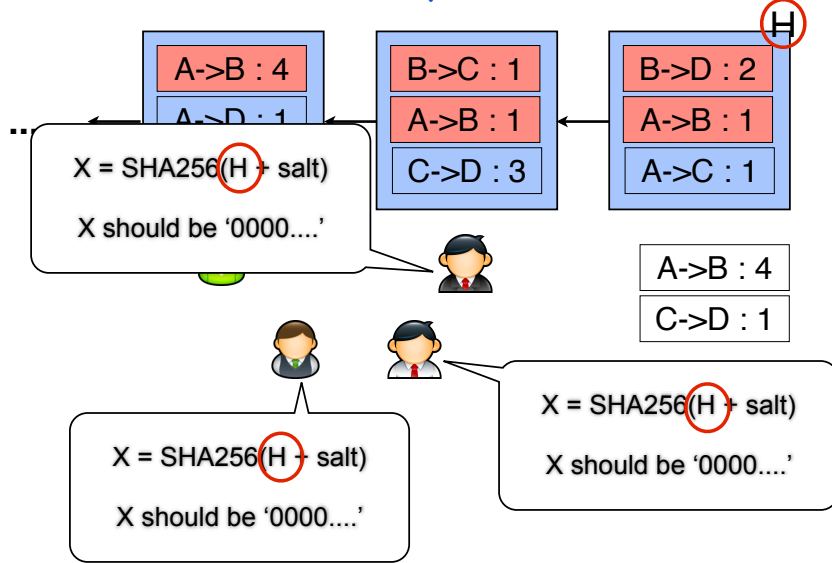 H
A->B : 4
A->D : 1
B->C : 1
A->B : 1
C->D : 3
B->D : 2
A->B : 1
A->C : 1
...
X = SHA256(H + salt)
X should be ‘0000....’
A->B : 4
C->D : 1
X = SHA256(H + salt)
X should be ‘0000....’
X = SHA256(H + salt)
X should be ‘0000....’